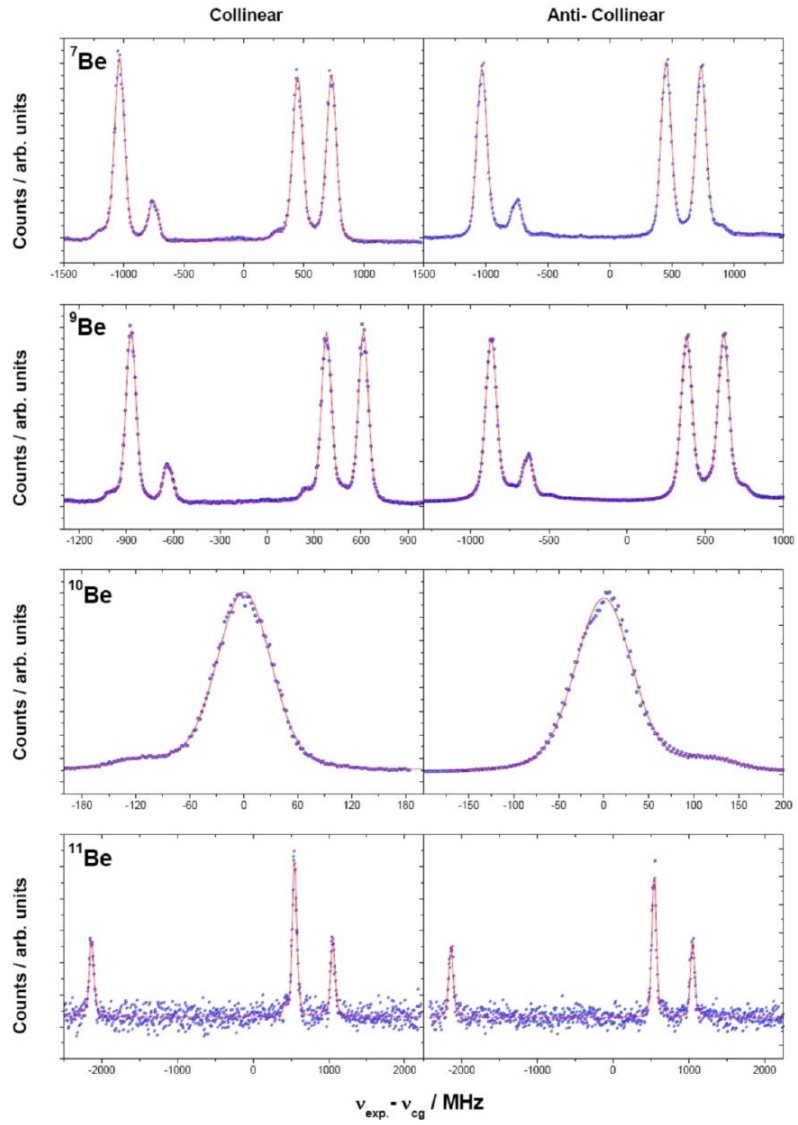 Collinear Anti- Collinear
⁷Be
Counts / arb. units
-1500 -1000 -500 0 500 1000 1500 -1000 -500 0 500 1000
⁹Be
Counts / arb. units
-1200 -900 -600 -300 0 300 600 900 -1000 -500 0 500 1000
¹⁰Be
Counts / arb. units
-180 -120 -60 0 60 120 180 -150 -100 -50 0 50 100 150 200
¹¹Be
Counts / arb. units
-2000 -1000 0 1000 2000 -2000 -1000 0 1000 2000
ν exp. - ν cg / MHz